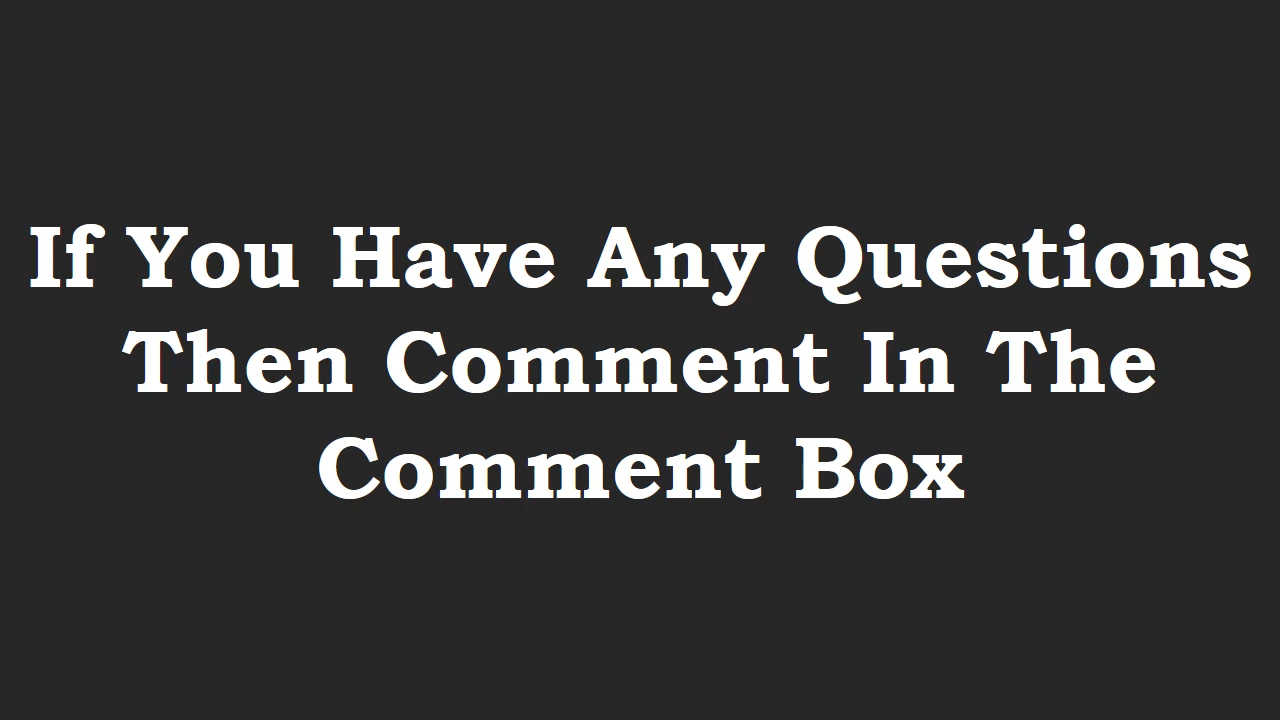 If You Have Any Questions
Then Comment In The
Comment Box